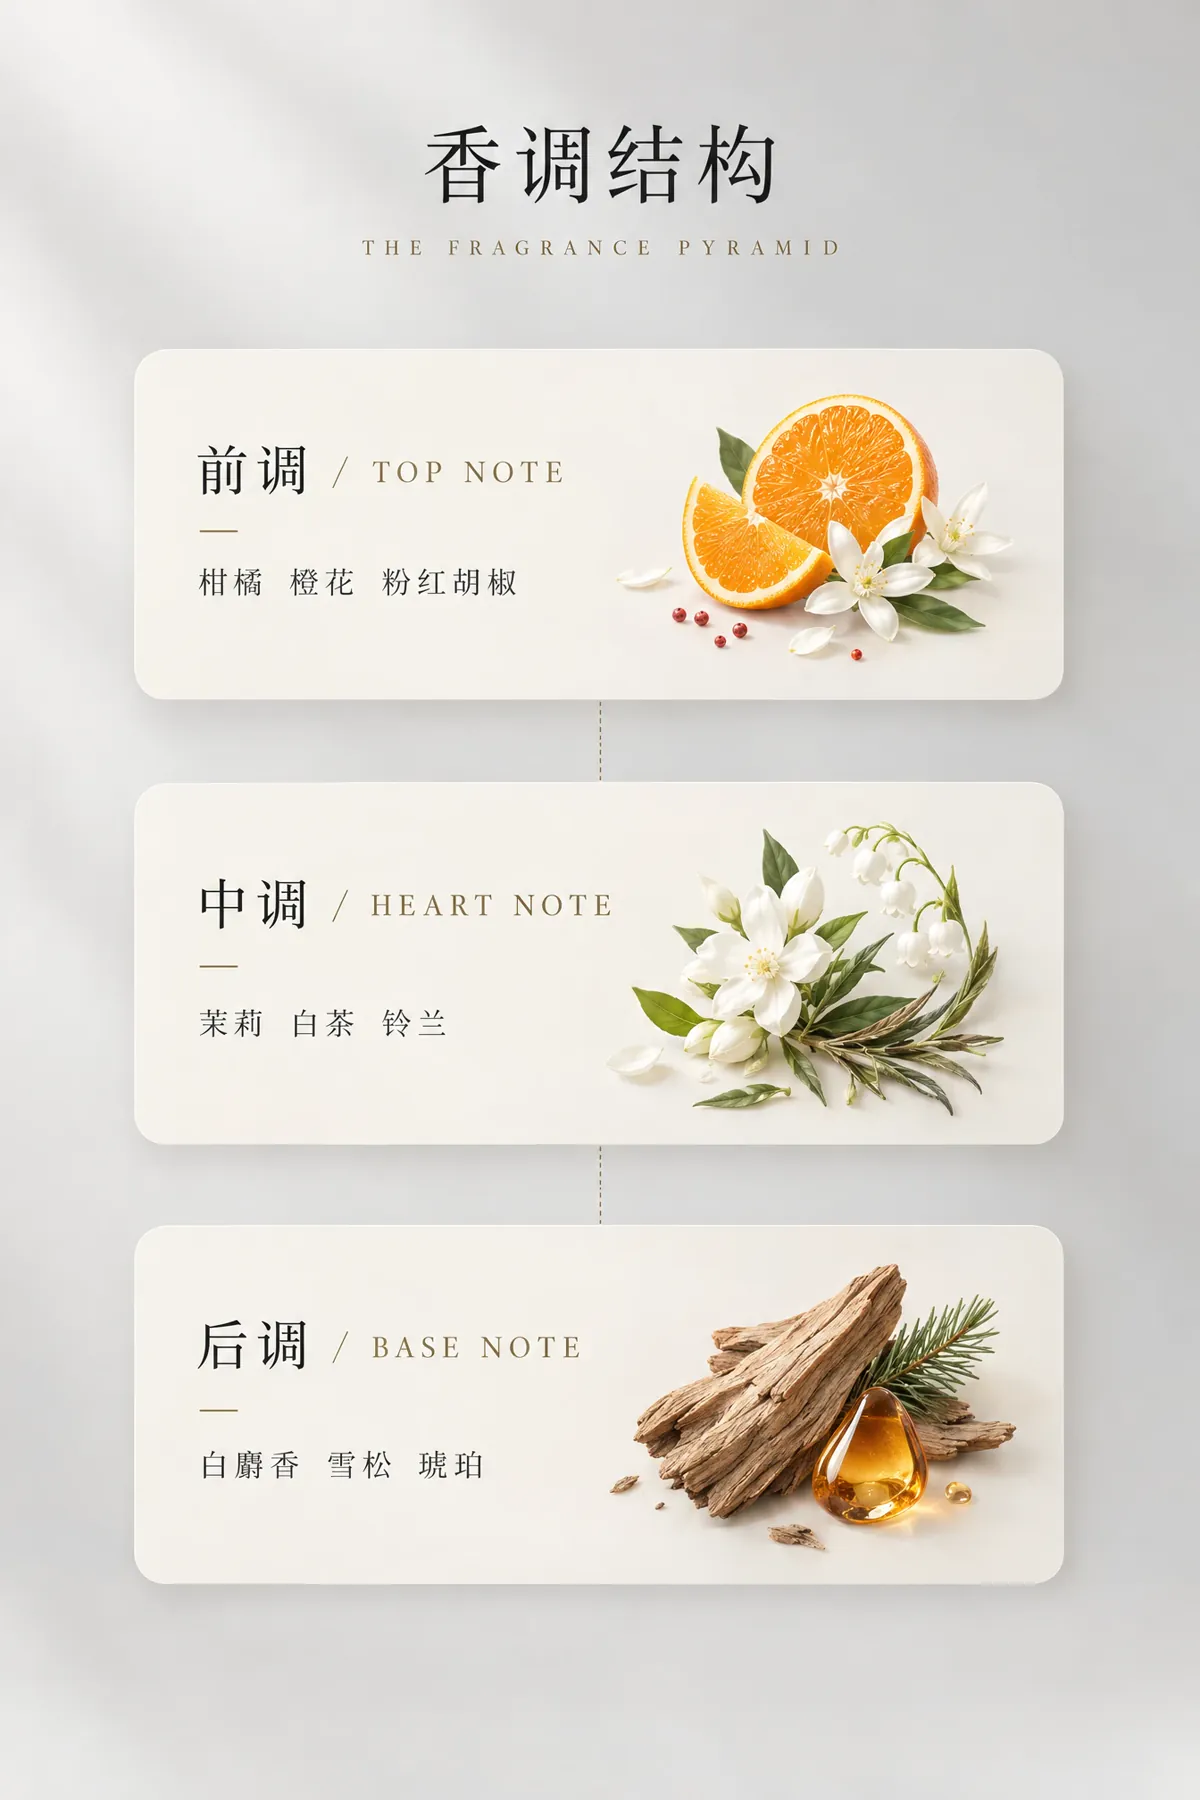 香调结构
THE FRAGRANCE PYRAMID
前调 / TOP NOTE
柑橘 橙花 粉红胡椒
中调 / HEART NOTE
茉莉 白茶 铃兰
后调 / BASE NOTE
白麝香 雪松 琥珀